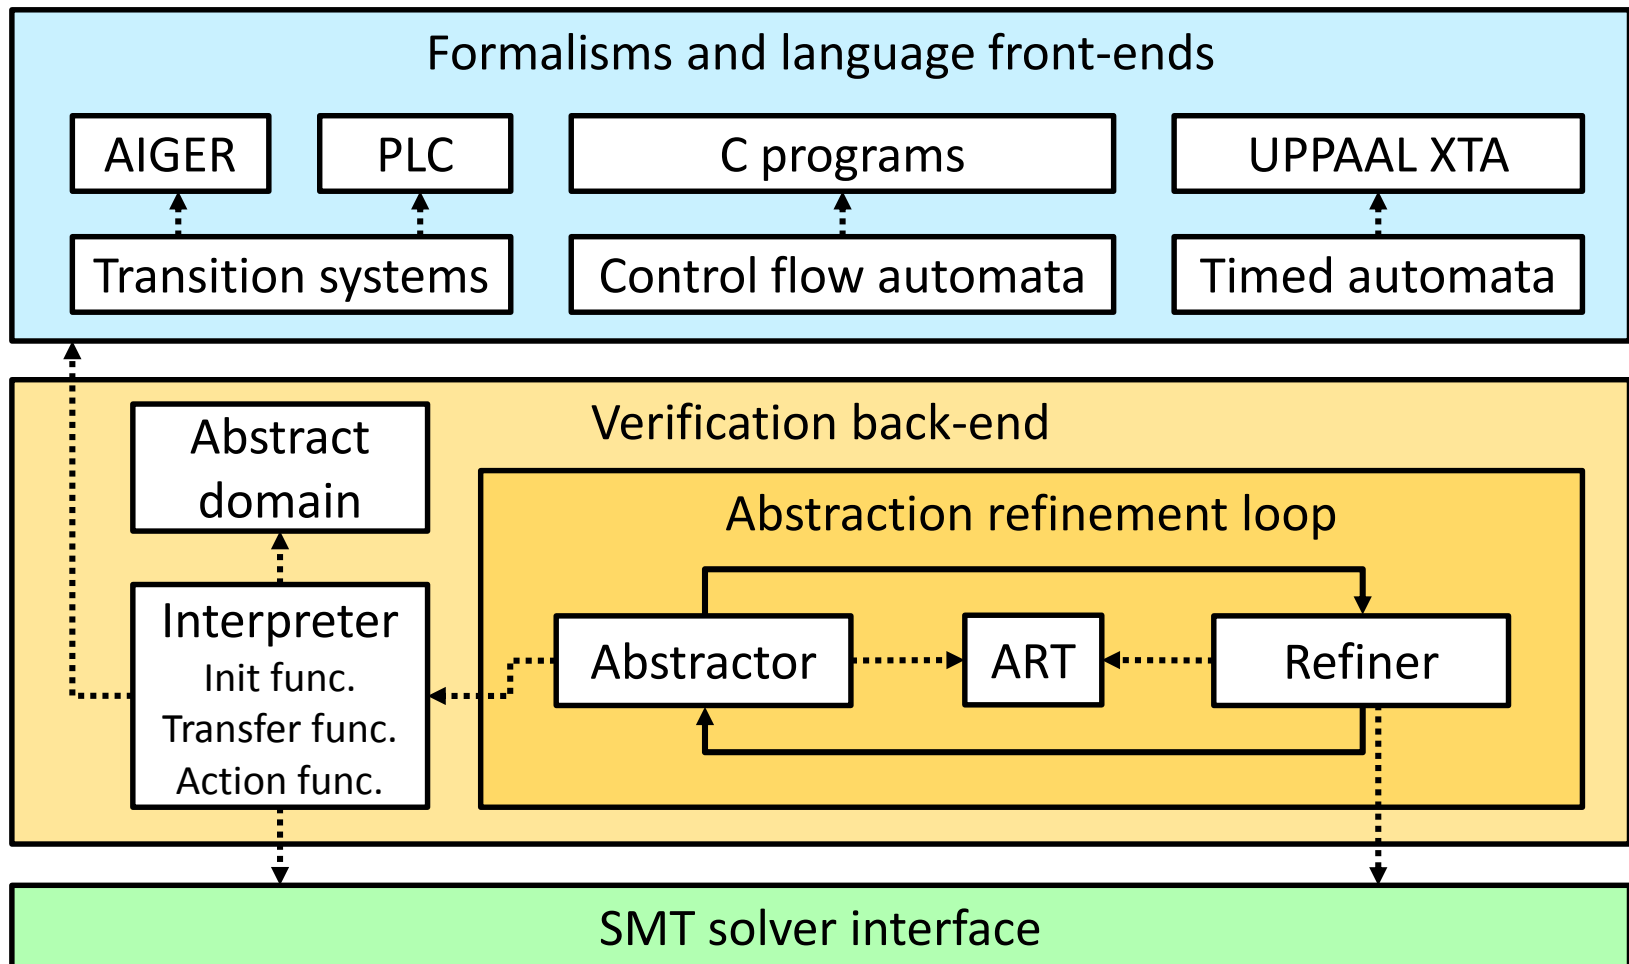 Formalisms and language front-ends
AIGER
PLC
C programs
UPPAAL XTA
Transition systems
Control flow automata
Timed automata
Verification back-end
Abstract
domain
Abstraction refinement loop
Interpreter
Init func.
Transfer func.
Action func.
Abstractor
ART
Refiner
SMT solver interface